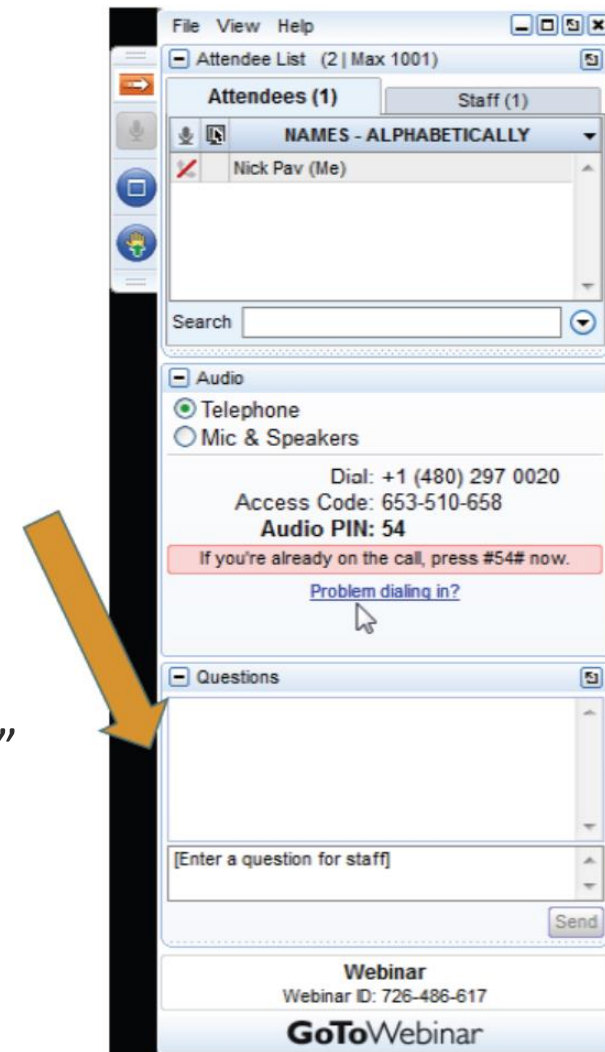 File View Help
Attendee List (2 | Max 1001)
Attendees (1)
Staff (1)
NAMES - ALPHABETICALLY
Nick Pav (Me)
Search
Audio
Telephone
Mic & Speakers
Dial: +1 (480) 297 0020
Access Code: 653-510-658
Audio PIN: 54
If you're already on the call, press #54# now.
Problem dialing in?
Questions
”
[Enter a question for staff]
Send
Webinar
Webinar ID: 726-486-617
GoToWebinar